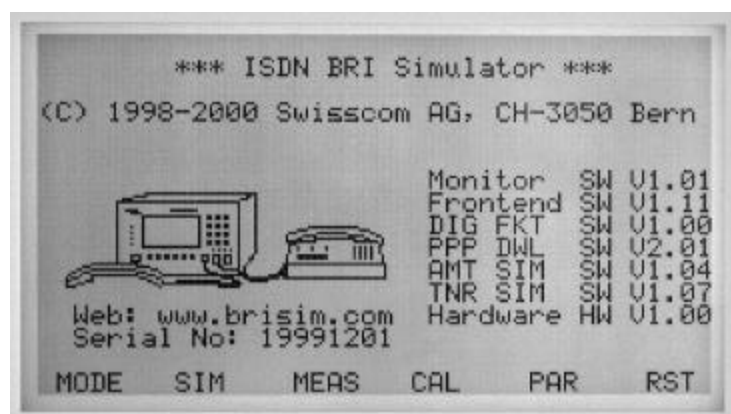 *** ISDN BRI Simulator ***
(C) 1998-2000 Swisscom AG, CH-3050 Bern
Monitor SW V1.01
Frontend SW V1.11
DIG FKT SW V1.00
PPP DWL SW V2.01
AMT SIM SW V1.04
TNR SIM SW V1.07
Hardware HW V1.00
Web: www.brisim.com
Serial No: 19991201
MODE SIM MEAS CAL PAR RST